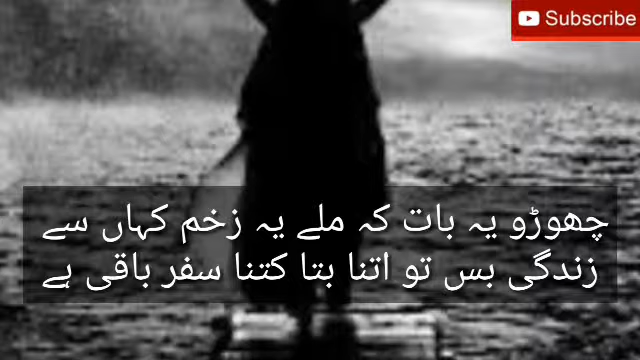 Subscribe
چھوڑو یہ بات کہ ملے یہ زخم کہاں سے
زندگی بس تو اتنا بتا کتنا سفر باقی ہے